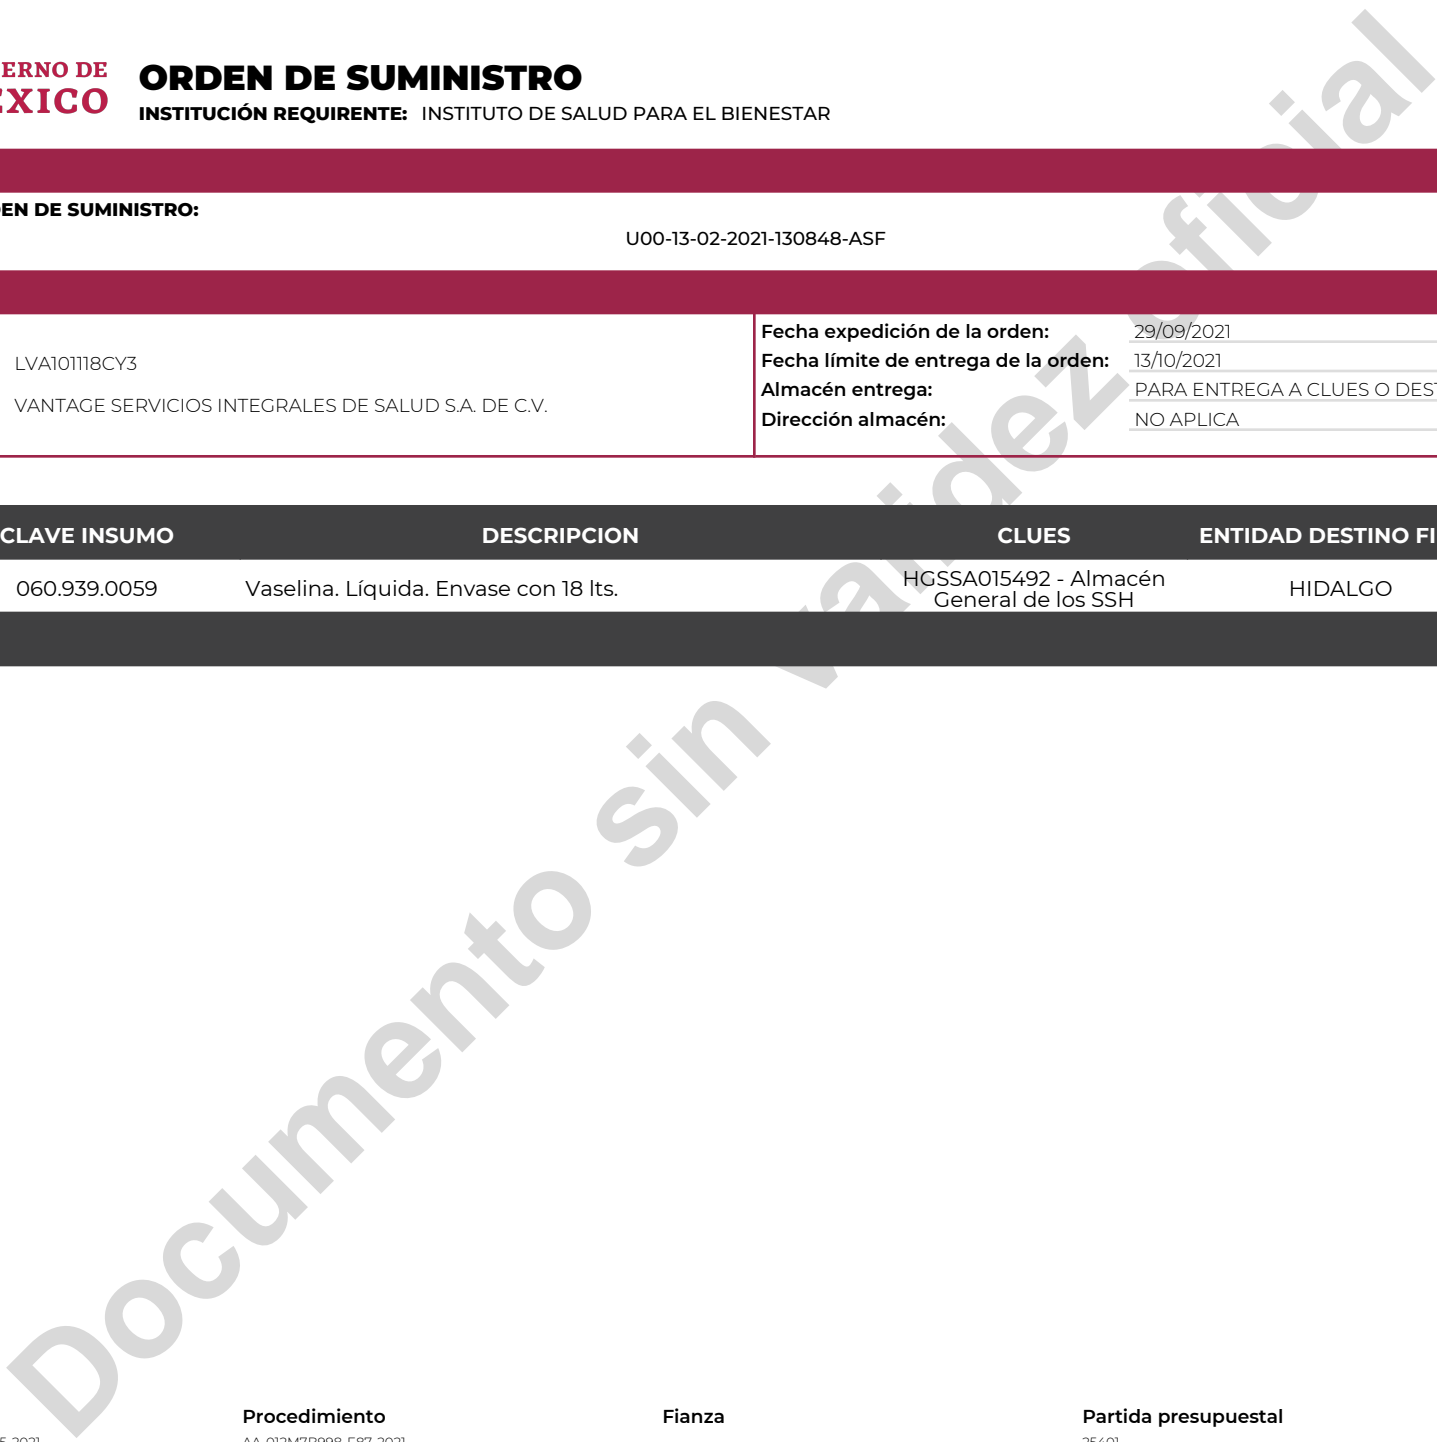 ORDEN DE SUMINISTRO
INSTITUCIÓN REQUIRENTE: INSTITUTO DE SALUD PARA EL BIENESTAR
ERNO DE
EXICO
EN DE SUMINISTRO:
U00-13-02-2021-130848-ASF
LVA101118CY3
VANTAGE SERVICIOS INTEGRALES DE SALUD S.A. DE C.V.
Fecha expedición de la orden: 29/09/2021
Fecha límite de entrega de la orden: 13/10/2021
Almacén entrega: PARA ENTREGA A CLUES O DEST
Dirección almacén: NO APLICA
CLAVE INSUMO DESCRIPCION CLUES ENTIDAD DESTINO FI
060.939.0059 Vaselina. Líquida. Envase con 18 lts. HGSSA015492 - Almacén General de los SSH HIDALGO
Documento sin validez oficial
Procedimiento Fianza Partida presupuestal